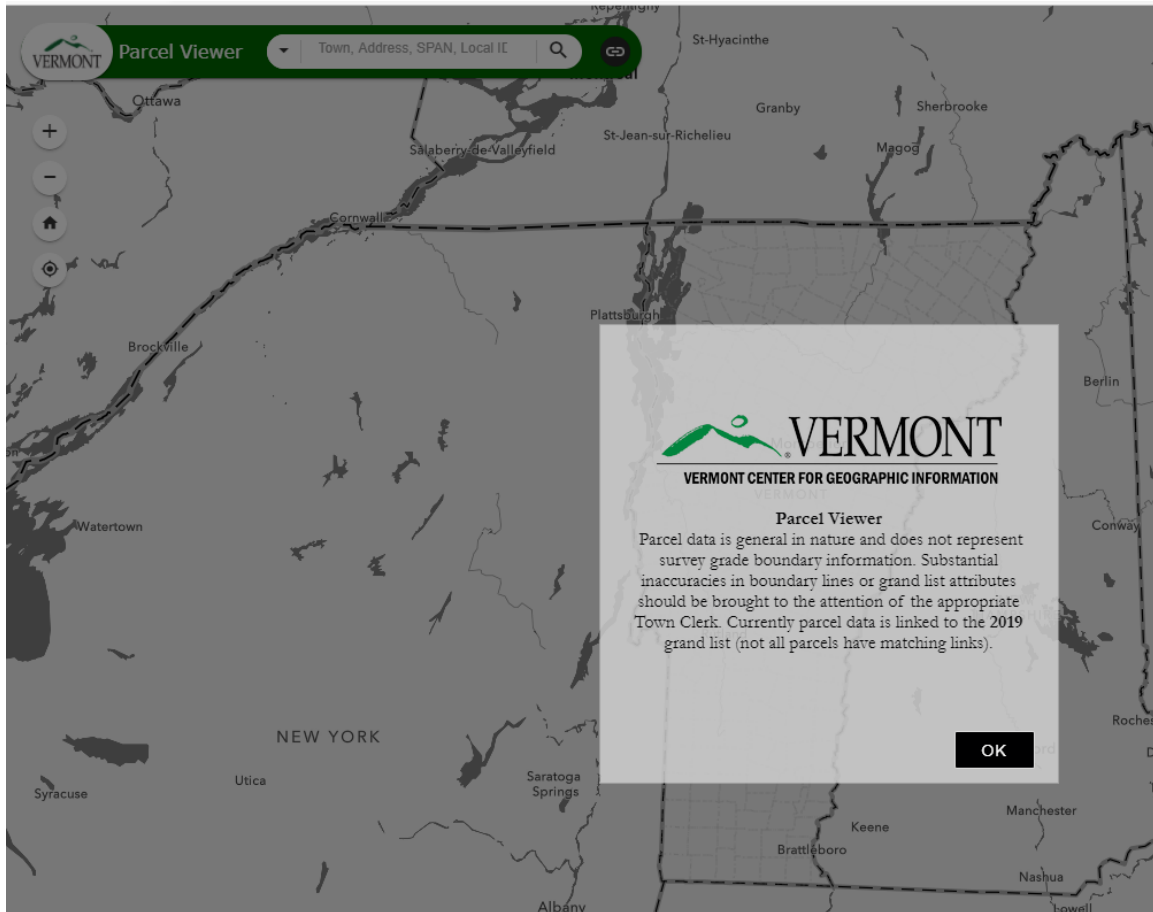 Repentigny
VERMONT
Parcel Viewer
Town, Address, SPAN, Local ID
St-Hyacinthe
Ottawa
Granby
Sherbrooke
St-Jean-sur-Richelieu
Salaberry-de-Valleyfield
Magog
Cornwall
Plattsburgh
Brockville
Berlin
VERMONT
VERMONT CENTER FOR GEOGRAPHIC INFORMATION
VERMONT
Parcel Viewer
Watertown
Conway
Parcel data is general in nature and does not represent
survey grade boundary information. Substantial
inaccuracies in boundary lines or grand list attributes
should be brought to the attention of the appropriate
Town Clerk. Currently parcel data is linked to the 2019
grand list (not all parcels have matching links).
NEW YORK
OK
Utica
Saratoga
Springs
Syracuse
Manchester
Keene
Brattleboro
Nashua
Albany
Lowell